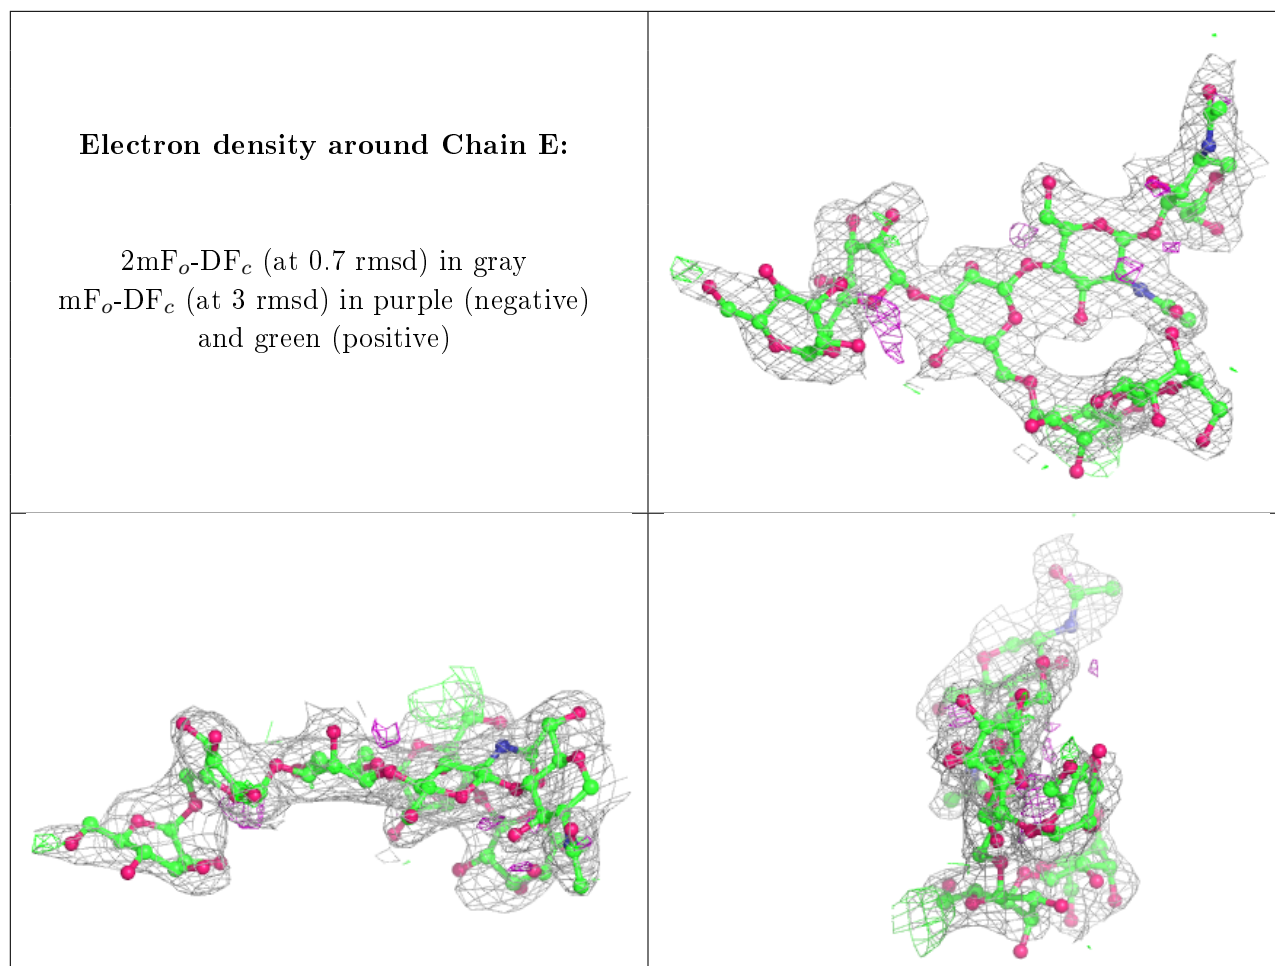 Electron density around Chain E:
2mFo-DFc (at 0.7 rmsd) in gray
mFo-DFc (at 3 rmsd) in purple (negative)
and green (positive)